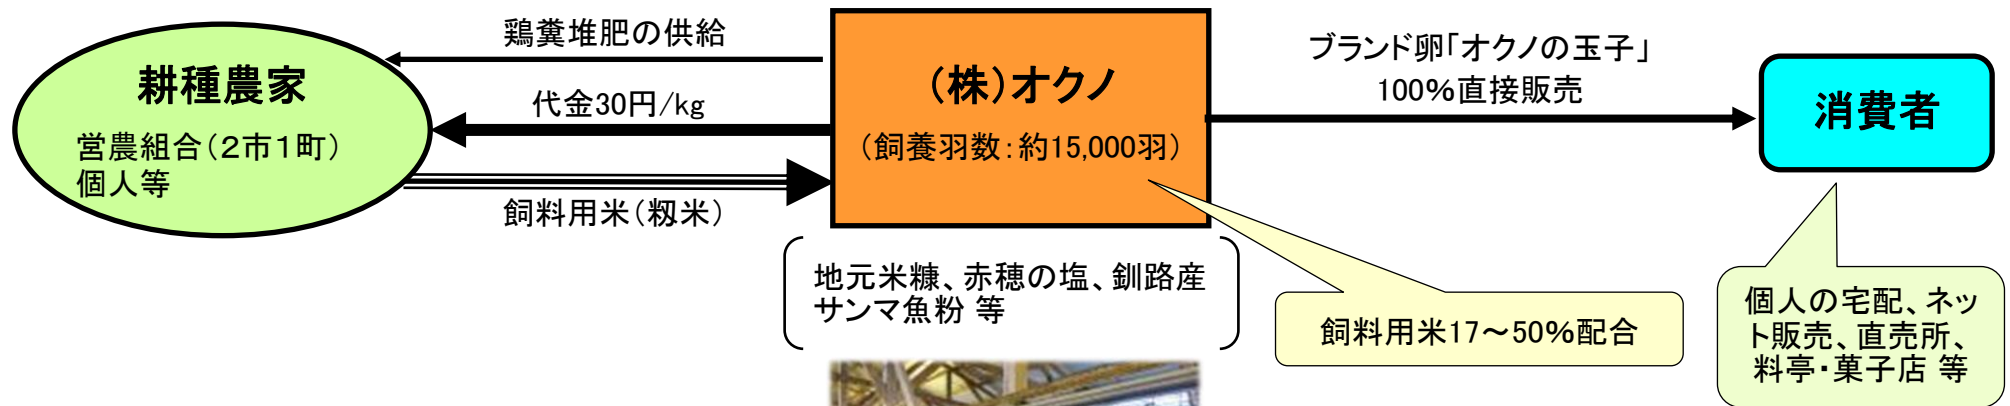 鶏糞堆肥の供給
耕種農家
営農組合(2市1町)
個人等
代金30円/kg
飼料用米(籾米)
(株)オクノ
(飼養羽数:約15,000羽)
地元米糠、赤穂の塩、釧路産
サンマ魚粉 等
ブランド卵「オクノの玉子」
100%直接販売
消費者
飼料用米17~50%配合
個人の宅配、ネッ
ト販売、直売所、
料亭・菓子店 等